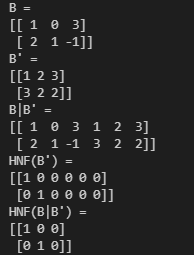 B =
[[ 1  0  3]
 [ 2  1 -1]]
B' =
[[1 2 3]
 [3 2 2]]
B|B' =
[[ 1  0  3  1  2  3]
 [ 2  1 -1  3  2  2]]
HNF(B') =
[[1 0 0 0 0 0]
 [0 1 0 0 0 0]]
HNF(B|B') =
[[1 0 0]
 [0 1 0]]